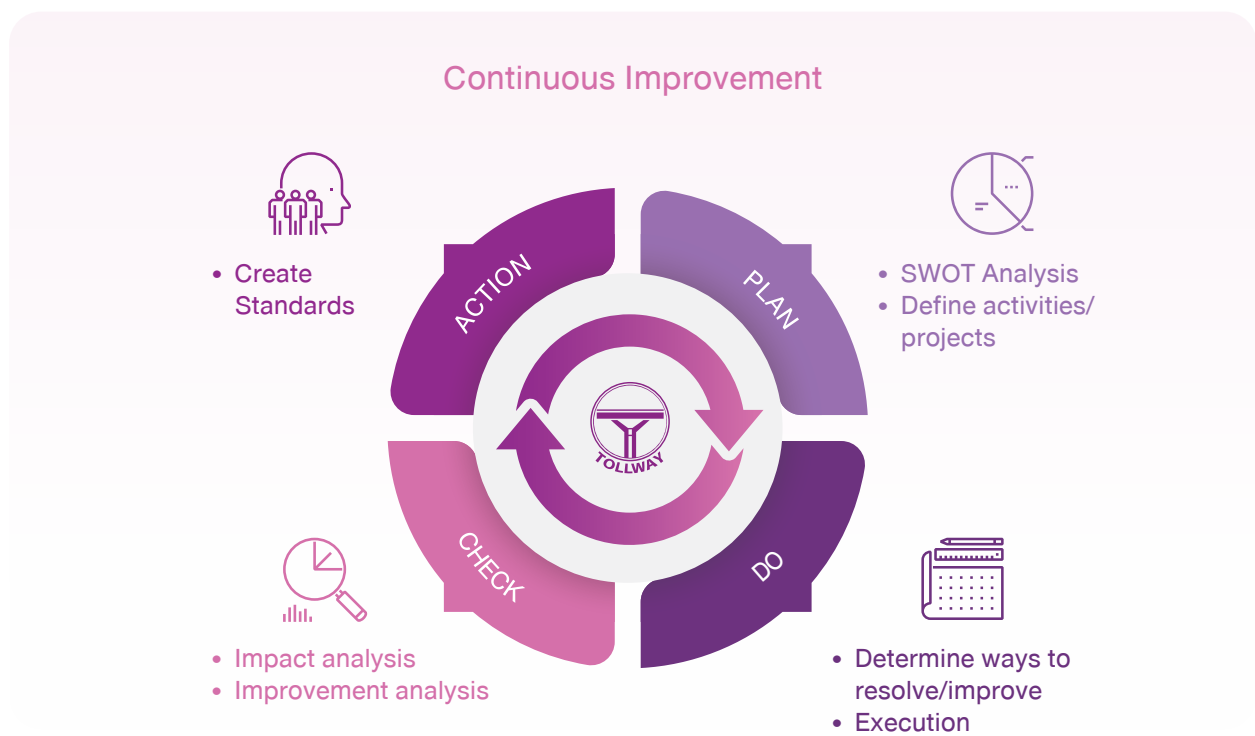 Continuous Improvement
ACTION
• Create
Standards
PLAN
• SWOT Analysis
• Define activities/
projects
TOLLWAY
CHECK
• Impact analysis
• Improvement analysis
DO
• Determine ways to
resolve/improve
• Execution